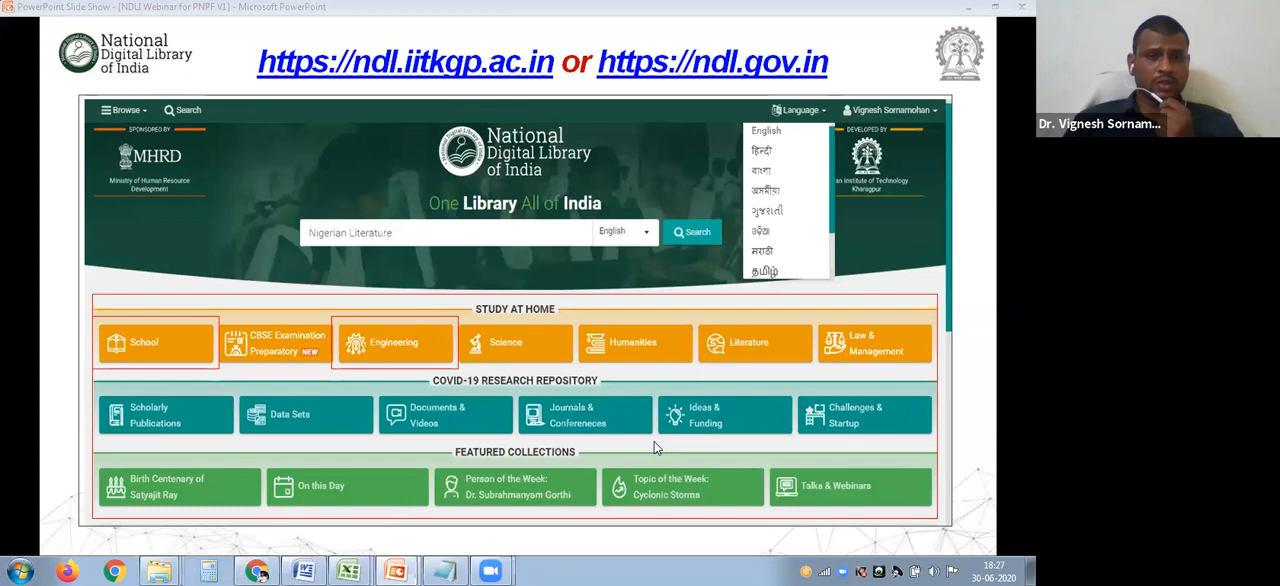 PowerPoint Slide Show - [NDLI Webinar for PNPF V1] - Microsoft PowerPoint
National
Digital Library
of India
https://ndl.iitkgp.ac.in or https://ndl.gov.in
Dr. Vignesh Sornam...
Browe
Search
Language
Vignesh Sornamohan
SPONSORED BY
MHRD
Ministry of Human Resource
Development
National
Digital Library
of India
One Library All of India
Nigerian Literature
English
Search
English
हिन्दी
বাংলা
অসমীয়া
ગુજરાતી
ଓଡ଼ିଆ
मराठी
தமிழ்
DEVELOPED BY
an Institute of Technology
Kharagpur
STUDY AT HOME
School
CBSE Examination
Preparatory NEW
Engineering
Science
Humanities
Literature
Law &
Management
COVID-19 RESEARCH REPOSITORY
Scholarly
Publications
Data Sets
Documents &
Videos
Journals &
Confereneces
Ideas &
Funding
Challenges &
Startup
FEATURED COLLECTIONS
Birth Centenary of
Satyajit Ray
On this Day
Person of the Week:
Dr. Subrahmanyam Gorthi
Topic of the Week:
Cyclonic Storms
Talks & Webinars
18:27
30-06-2020